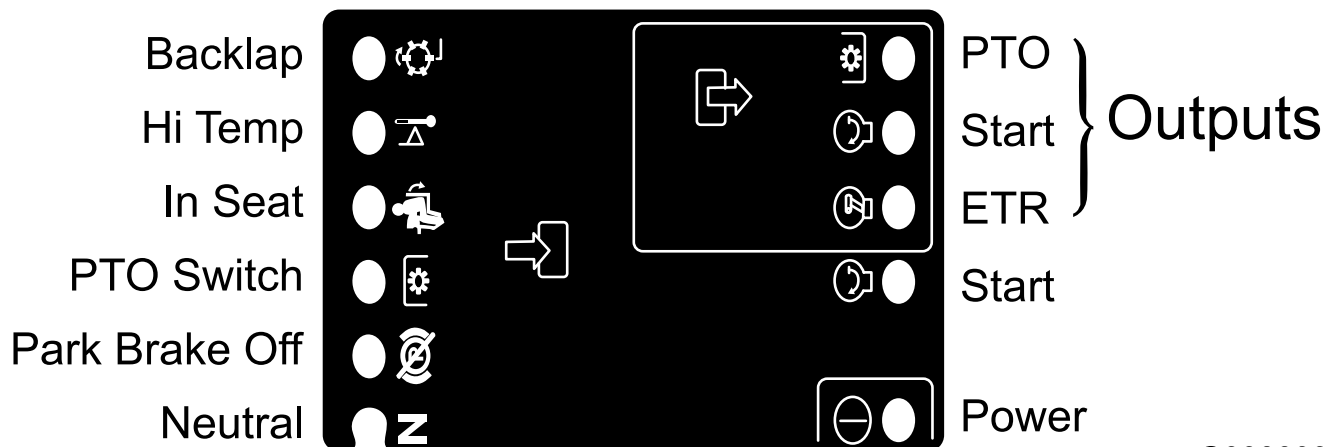 Backlap
Hi Temp
In Seat
PTO Switch
Park Brake Off
Neutral
N
PTO
Start
ETR
Outputs
Start
Power